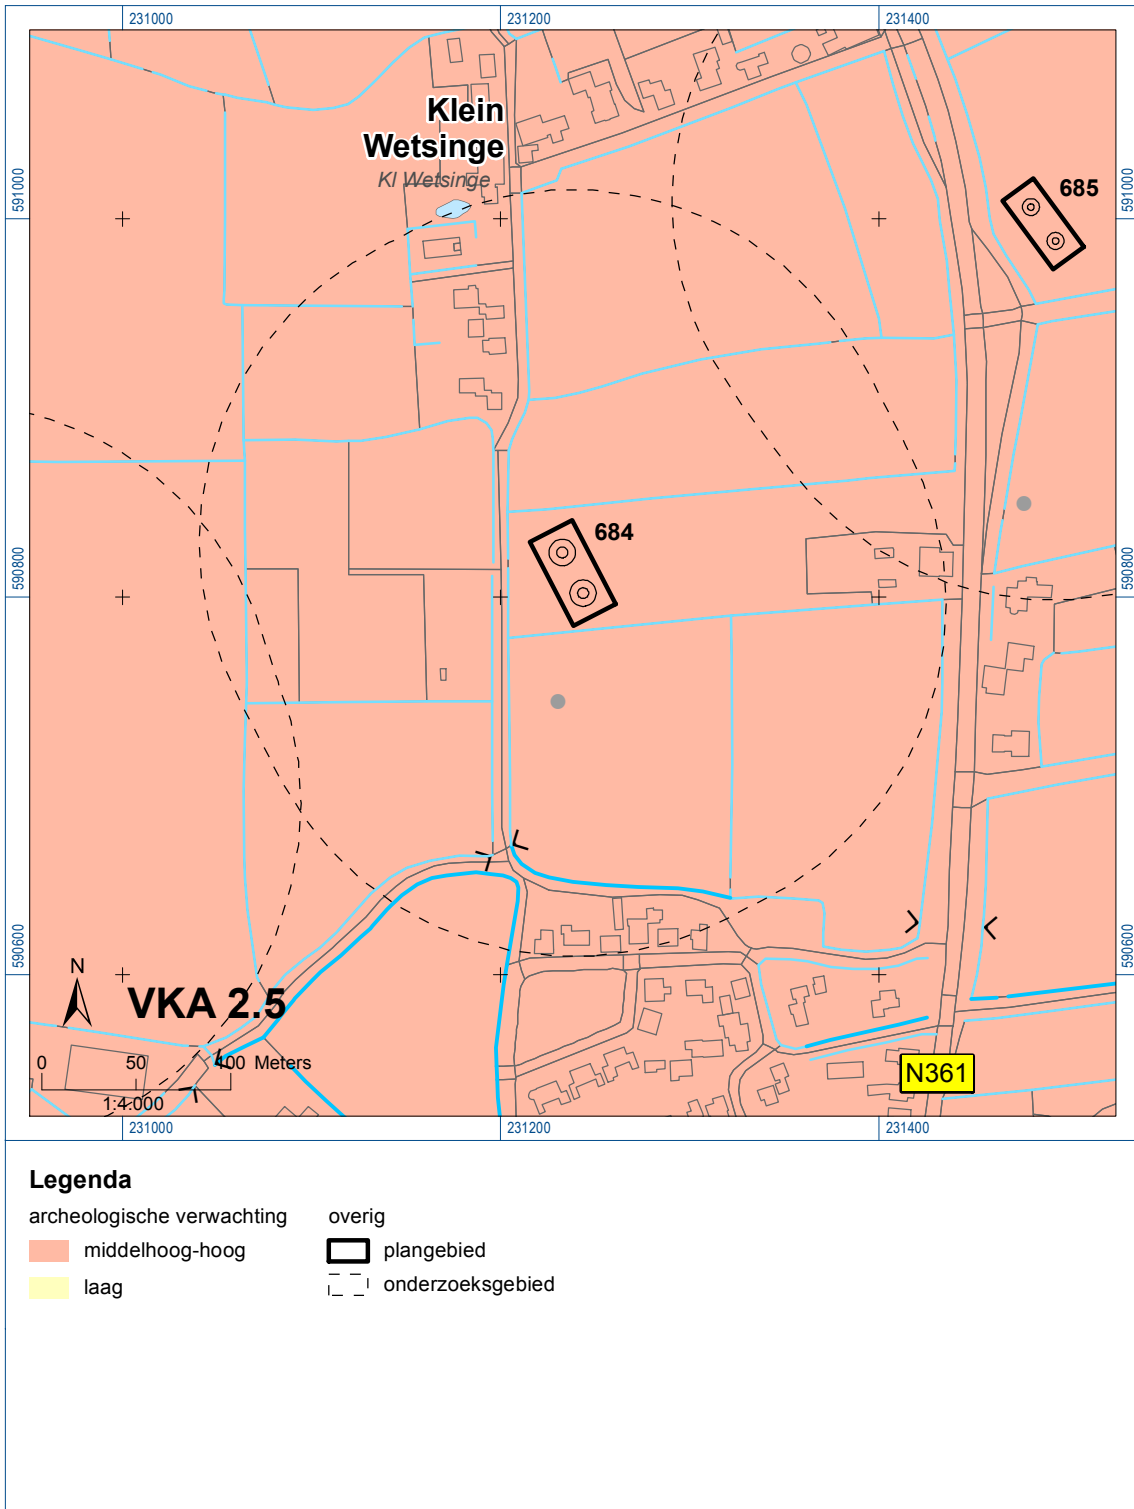 231000
231200
231400
591000
591000
Klein
Wetsinge
Kl Wetsinge
685
684
590800
590800
590600
590600
N
VKA 2.5
0 50 100 Meters
1:4.000
N361
231000
231200
231400
Legenda
archeologische verwachting
middelhoog-hoog
laag
overig
plangebied
onderzoeksgebied